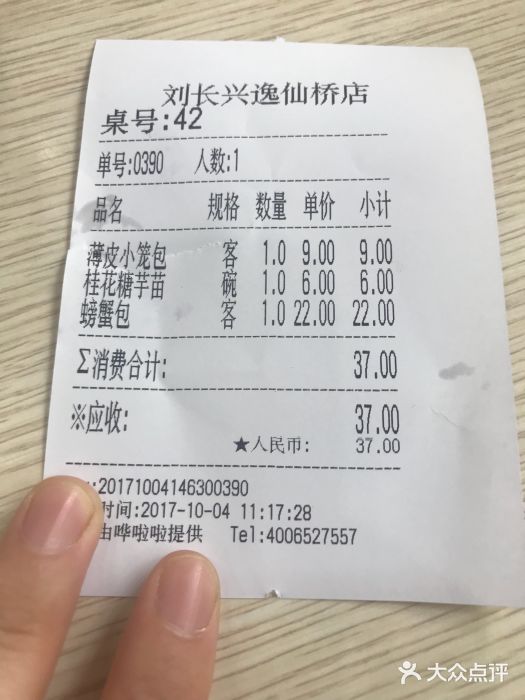 刘长兴逸仙桥店
桌号:42
单号:0390 人数:1
品名 规格 数量 单价 小计
薄皮小笼包 客 1.0 9.00 9.00
桂花糖芋苗 碗 1.0 6.00 6.00
螃蟹包 客 1.0 22.00 22.00
Σ消费合计: 37.00
※应收: 37.00
★人民币: 37.00
:20171004146300390
时间:2017-10-04 11:17:28
由哗啦啦提供 Tel:4006527557
大众点评